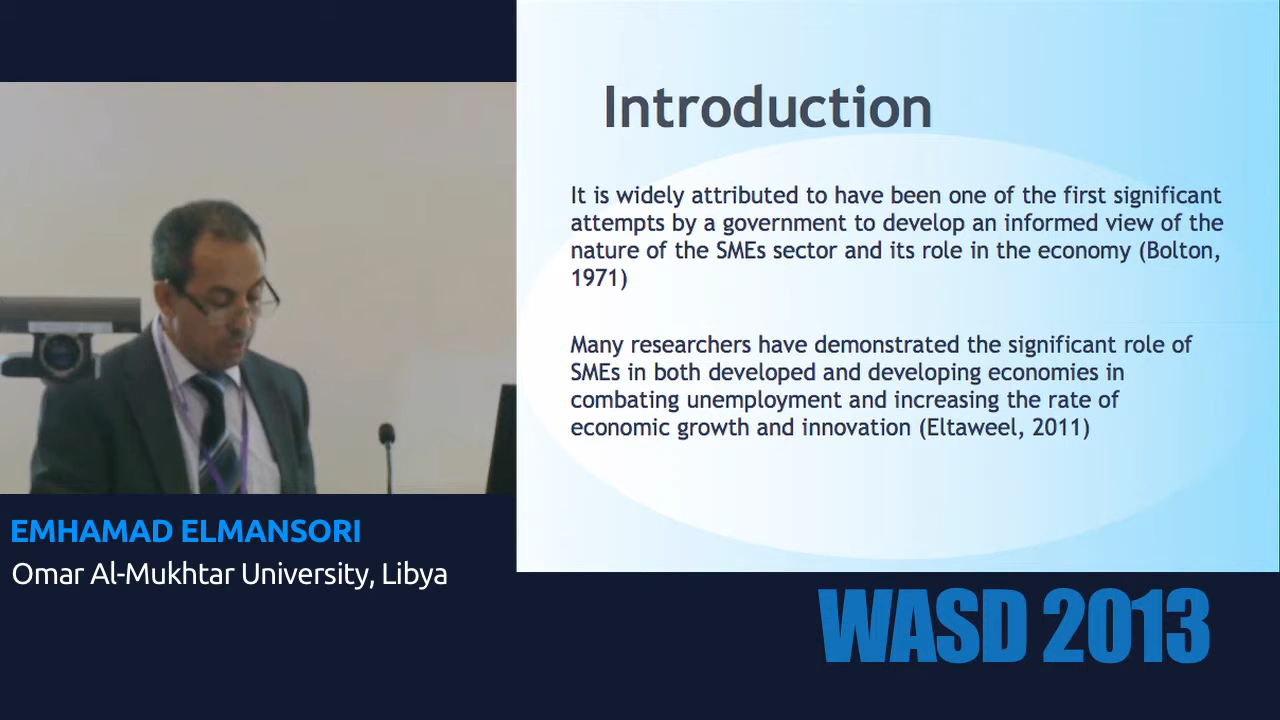 Introduction
It is widely attributed to have been one of the first significant
attempts by a government to develop an informed view of the
nature of the SMEs sector and its role in the economy (Bolton,
1971)
Many researchers have demonstrated the significant role of
SMEs in both developed and developing economies in
combating unemployment and increasing the rate of
economic growth and innovation (Eltaweel, 2011)
EMHAMAD ELMANSORI
Omar Al-Mukhtar University, Libya
WASD 2013